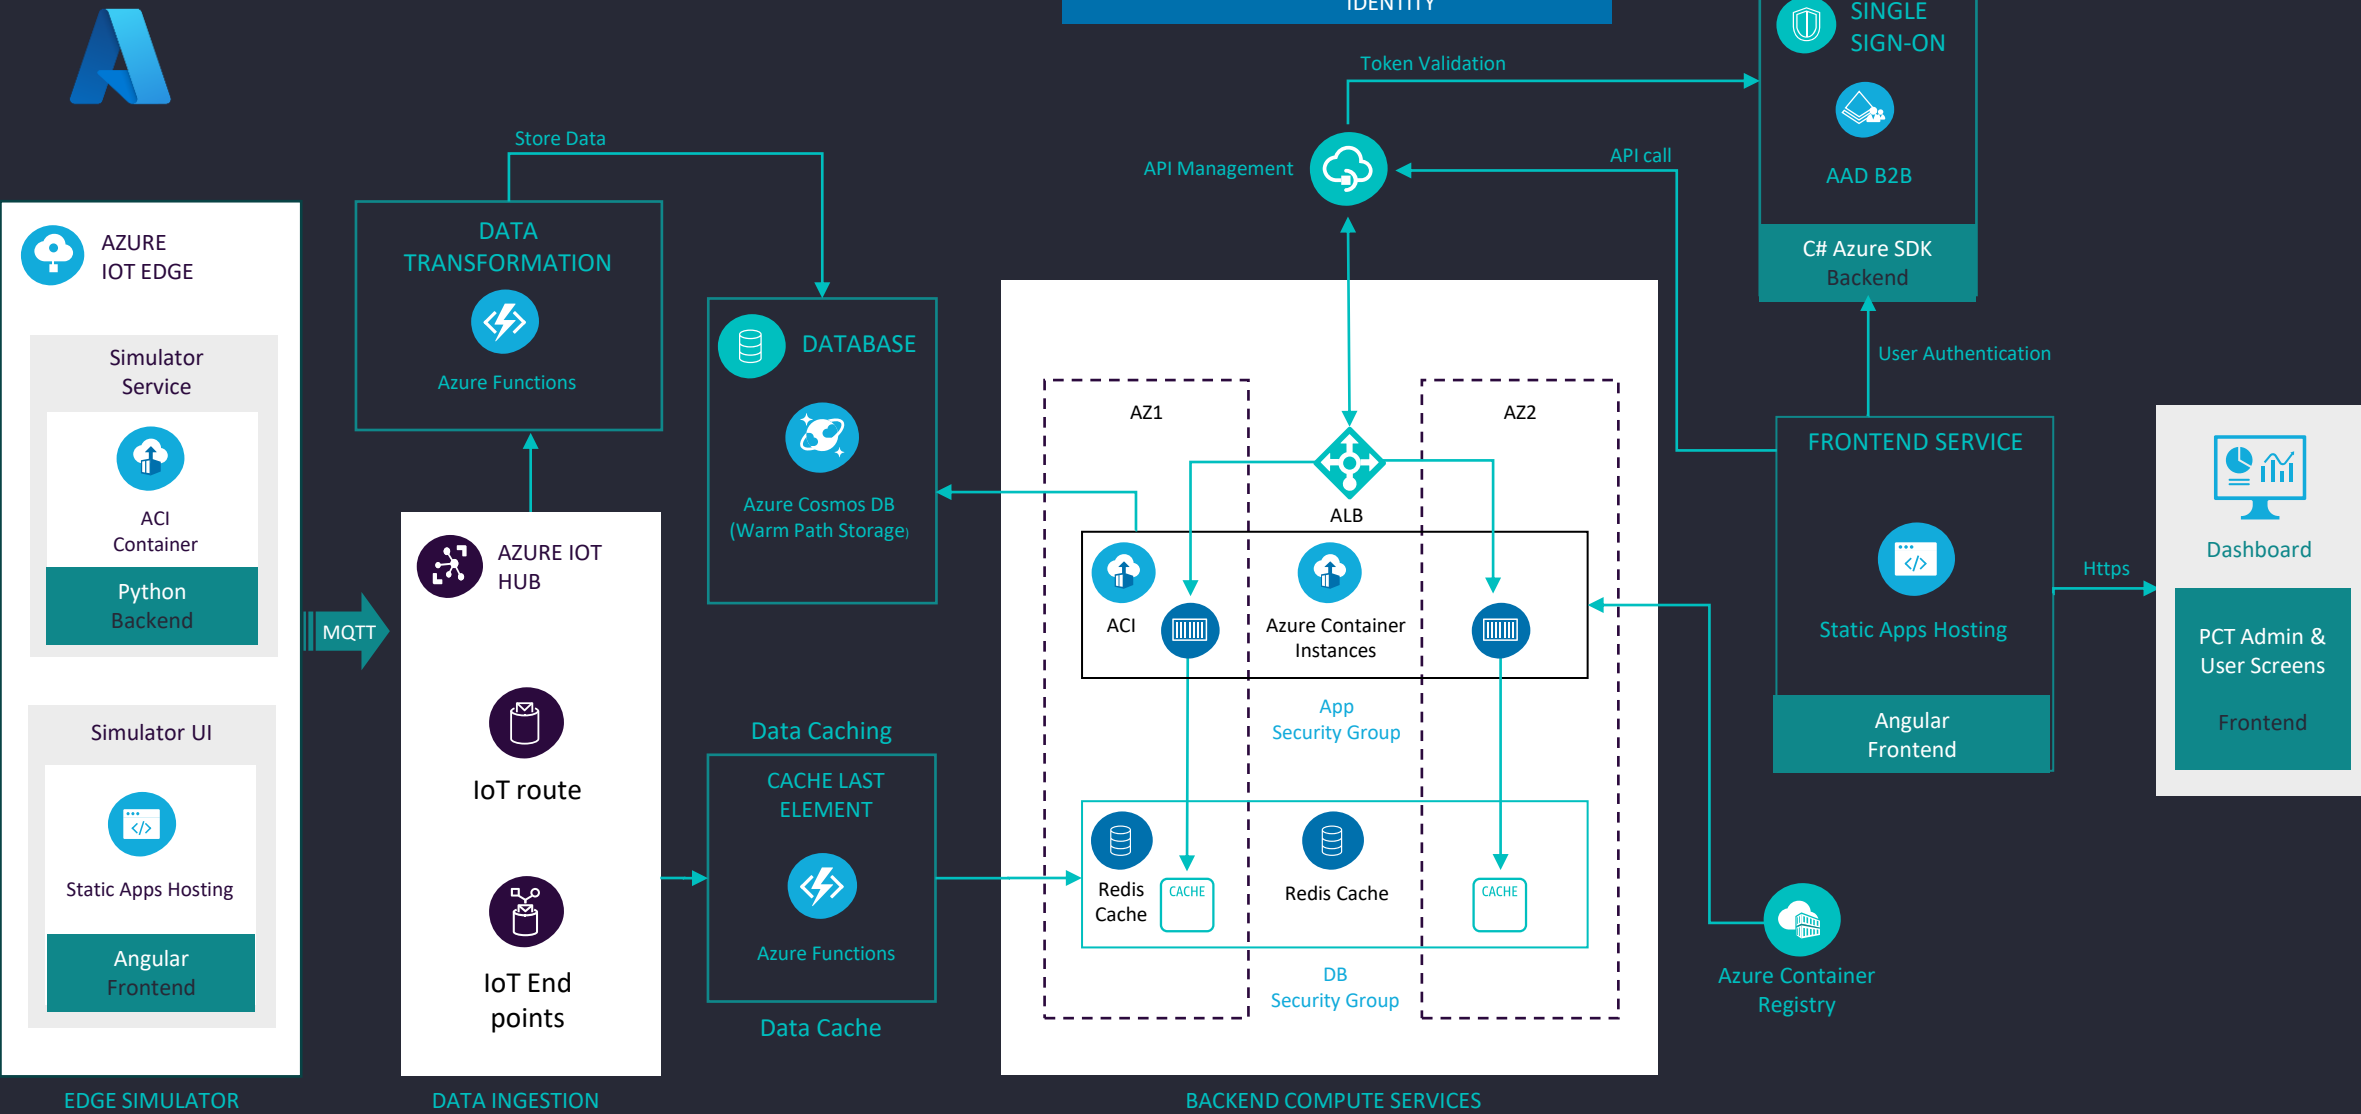 IDENTITY
SINGLE
SIGN-ON
Token Validation
Store Data
API Management
API call
AAD B2B
C# Azure SDK
Backend
AZURE
IOT EDGE
DATA
TRANSFORMATION
Azure Functions
DATABASE
Azure Cosmos DB
(Warm Path Storage)
User Authentication
Simulator
Service
ACI
Container
Python
Backend
MQTT
AZURE IOT
HUB
IoT route
IoT End
points
Simulator UI
Static Apps Hosting
Angular
Frontend
Data Caching
CACHE LAST
ELEMENT
Azure Functions
Data Cache
AZ1
AZ2
ALB
ACI
Azure Container
Instances
App
Security Group
Redis
Cache
CACHE
Redis Cache
CACHE
DB
Security Group
FRONTEND SERVICE
Static Apps Hosting
Angular
Frontend
Https
Dashboard
PCT Admin &
User Screens
Frontend
Azure Container
Registry
EDGE SIMULATOR
DATA INGESTION
BACKEND COMPUTE SERVICES